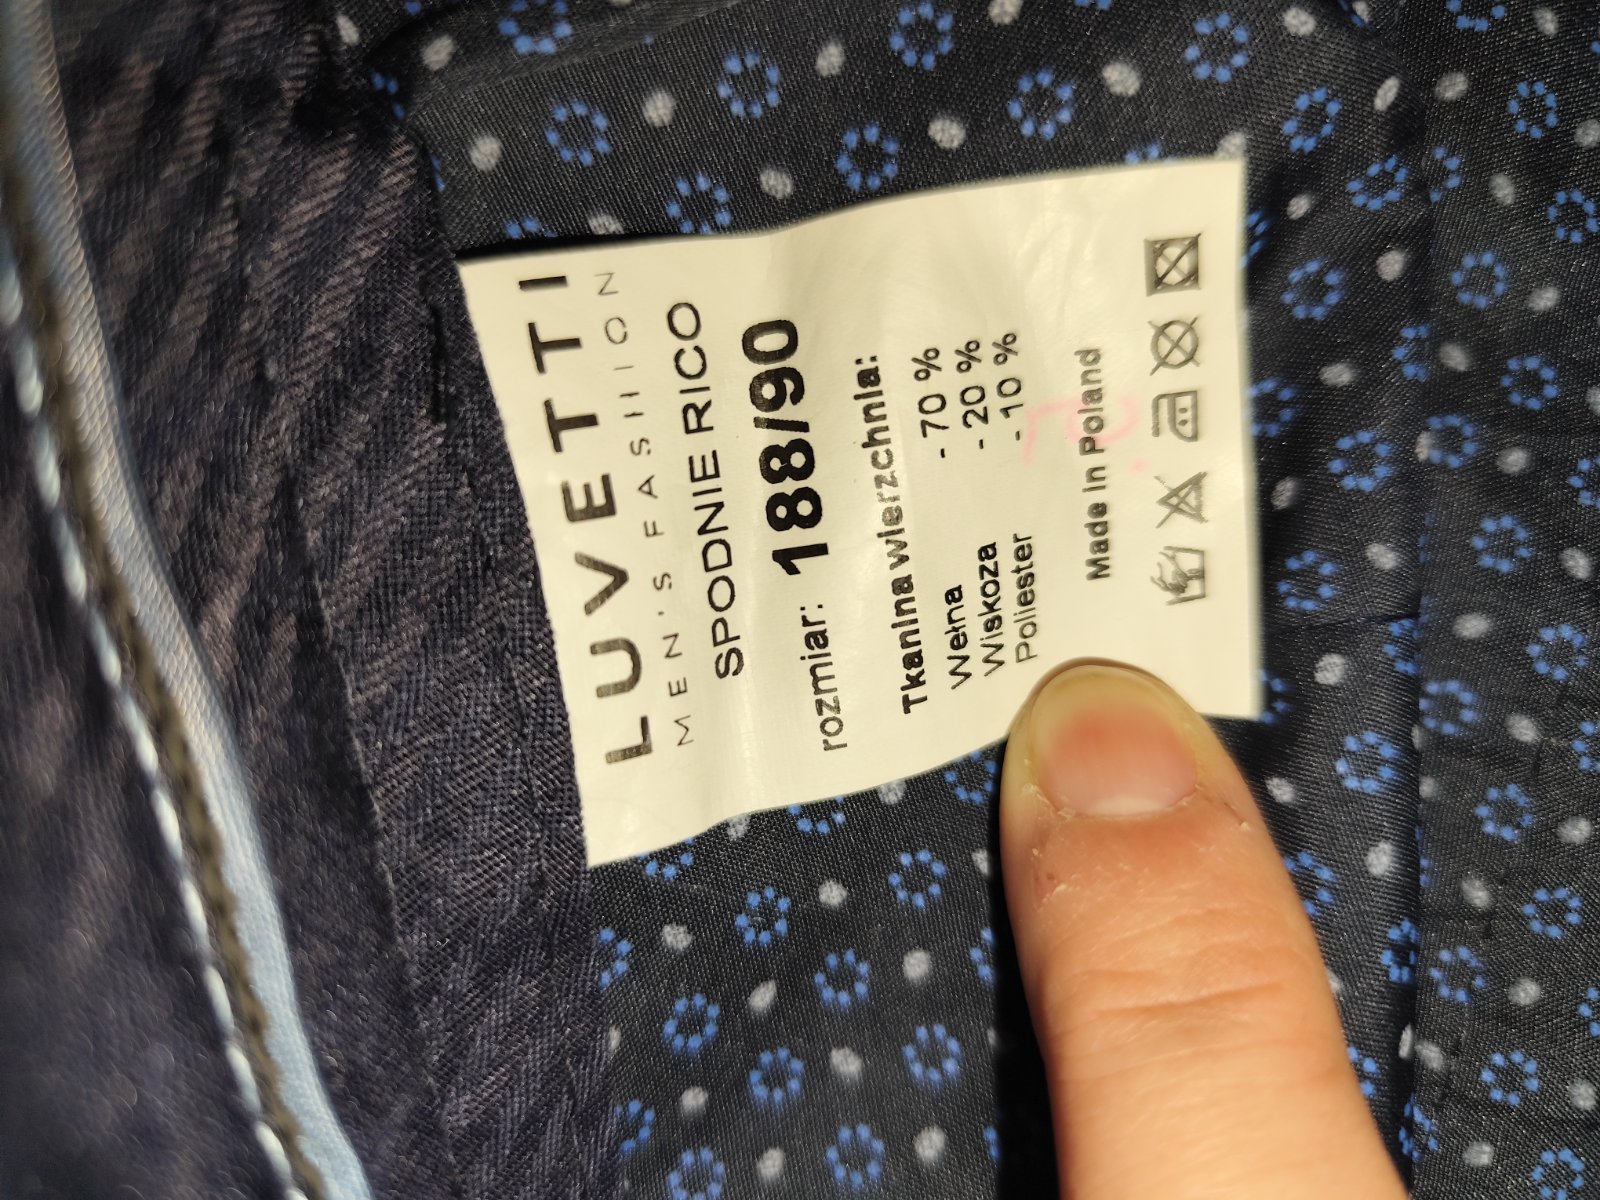 LUVETTI
MEN'S FASHION
SPODNIE RICO
rozmiar: 188/90
Tkanina wierzchnia:
Wełna - 70 %
Wiskoza - 20 %
Poliester - 10 %
Made in Poland